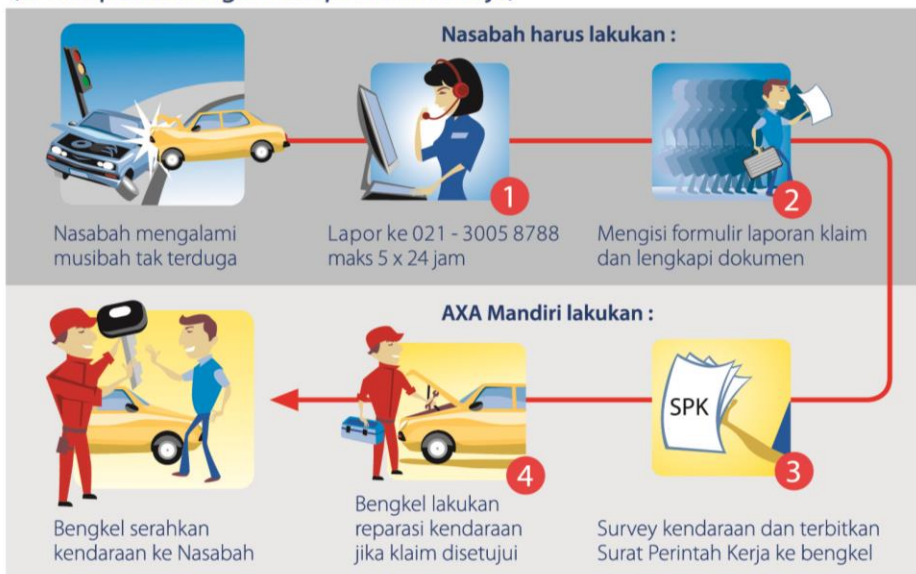 Nasabah harus lakukan :
1
2
Nasabah mengalami
musibah tak terduga
Lapor ke 021 - 3005 8788
maks 5 x 24 jam
Mengisi formulir laporan klaim
dan lengkapi dokumen
AXA Mandiri lakukan :
SPK
3
4
Survey kendaraan dan terbitkan
Surat Perintah Kerja ke bengkel
Bengkel lakukan
reparasi kendaraan
jika klaim disetujui
Bengkel serahkan
kendaraan ke Nasabah